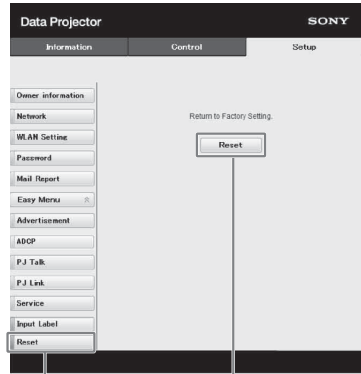 Data Projector SONY
Information Control Setup
Owner information
Network
WLAN Setting
Password
Mail Report
Easy Menu
Advertisement
ADCP
PJ Talk
PJ Link
Service
Input Label
Reset
Return to Factory Setting.
Reset